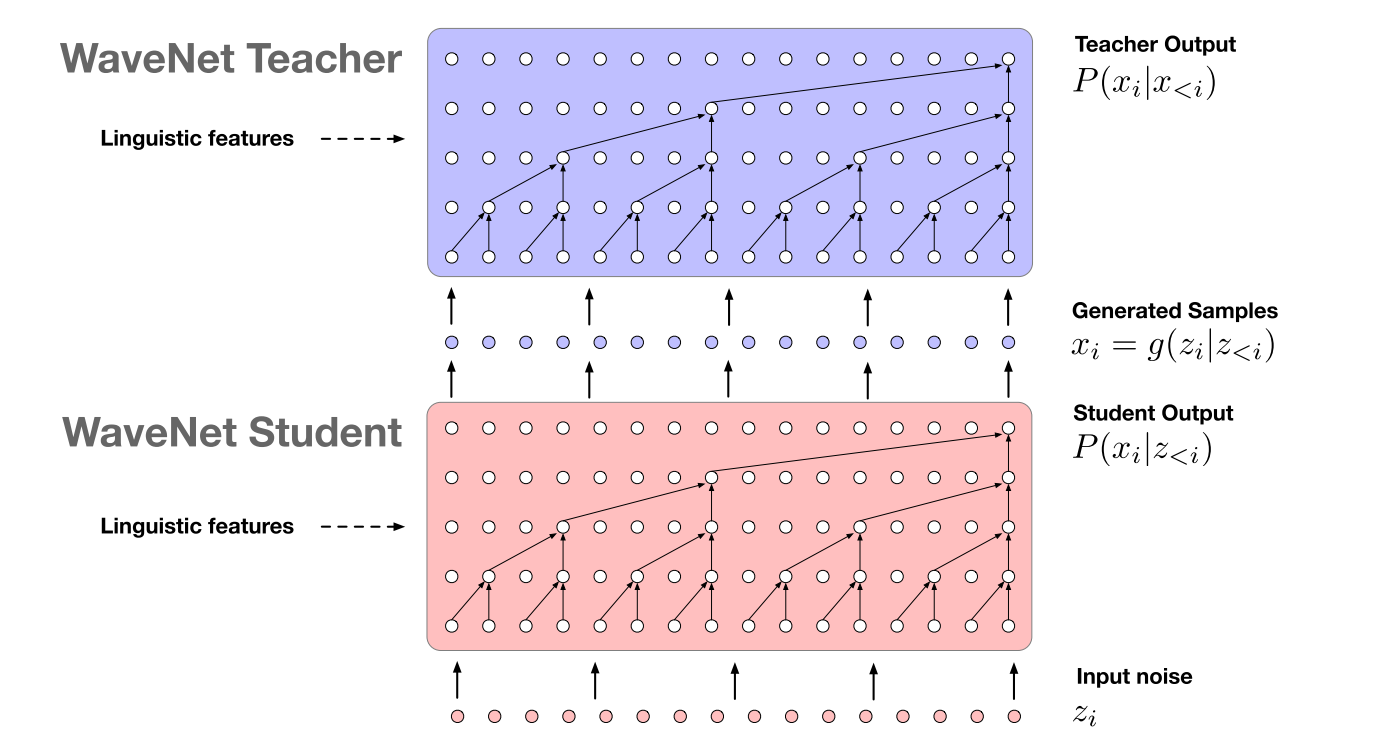 WaveNet Teacher
Teacher Output
P(x_i|x_{<i})
Linguistic features
Generated Samples
x_i = g(z_i|z_{<i})
WaveNet Student
Student Output
P(x_i|z_{<i})
Linguistic features
Input noise
z_i